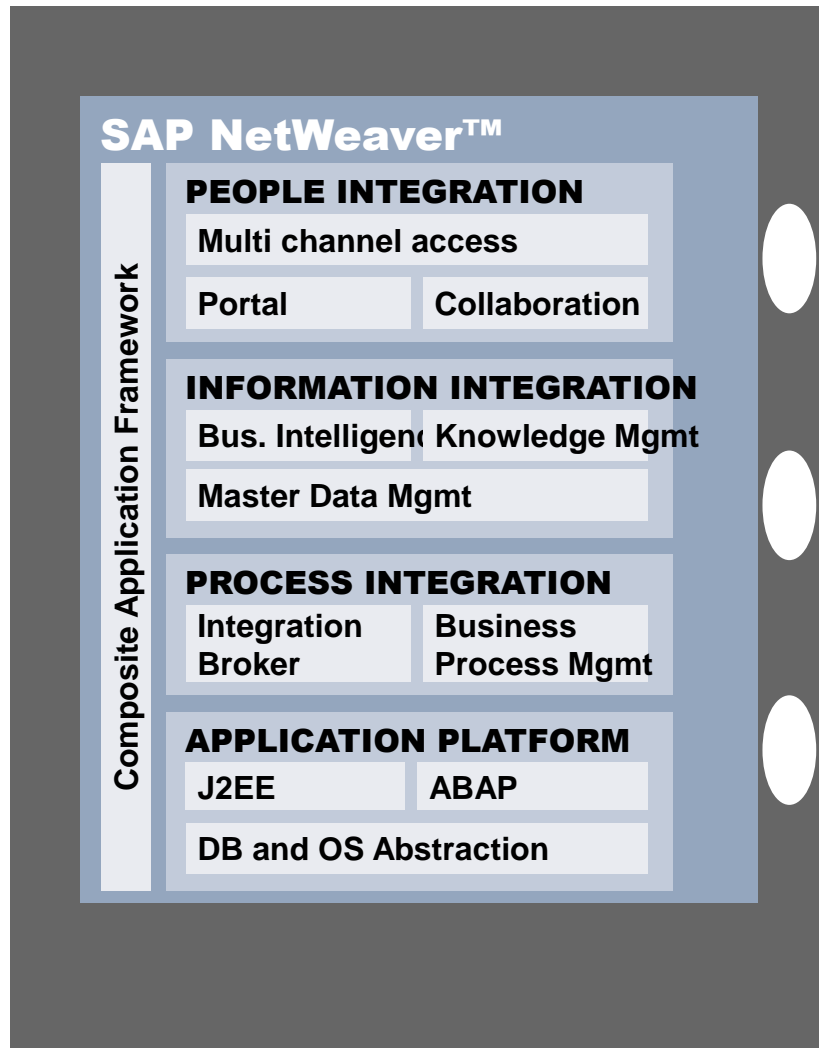 SAP NetWeaver™
Composite Application Framework
PEOPLE INTEGRATION
Multi channel access
Portal
Collaboration
INFORMATION INTEGRATION
Bus. Intelligenc
Knowledge Mgmt
Master Data Mgmt
PROCESS INTEGRATION
Integration
Broker
Business
Process Mgmt
APPLICATION PLATFORM
J2EE
ABAP
DB and OS Abstraction